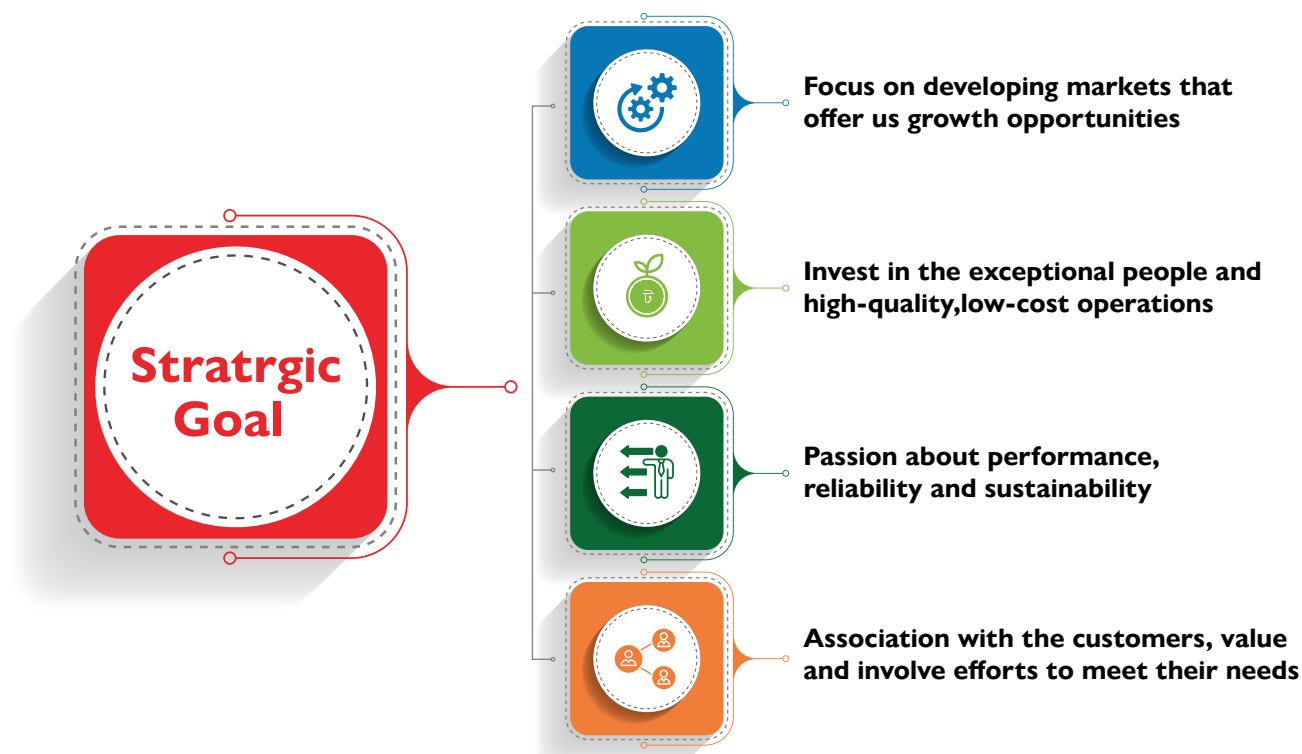 Stratrgic
Goal
Focus on developing markets that
offer us growth opportunities
Invest in the exceptional people and
high-quality,low-cost operations
৳
Passion about performance,
reliability and sustainability
Association with the customers, value
and involve efforts to meet their needs